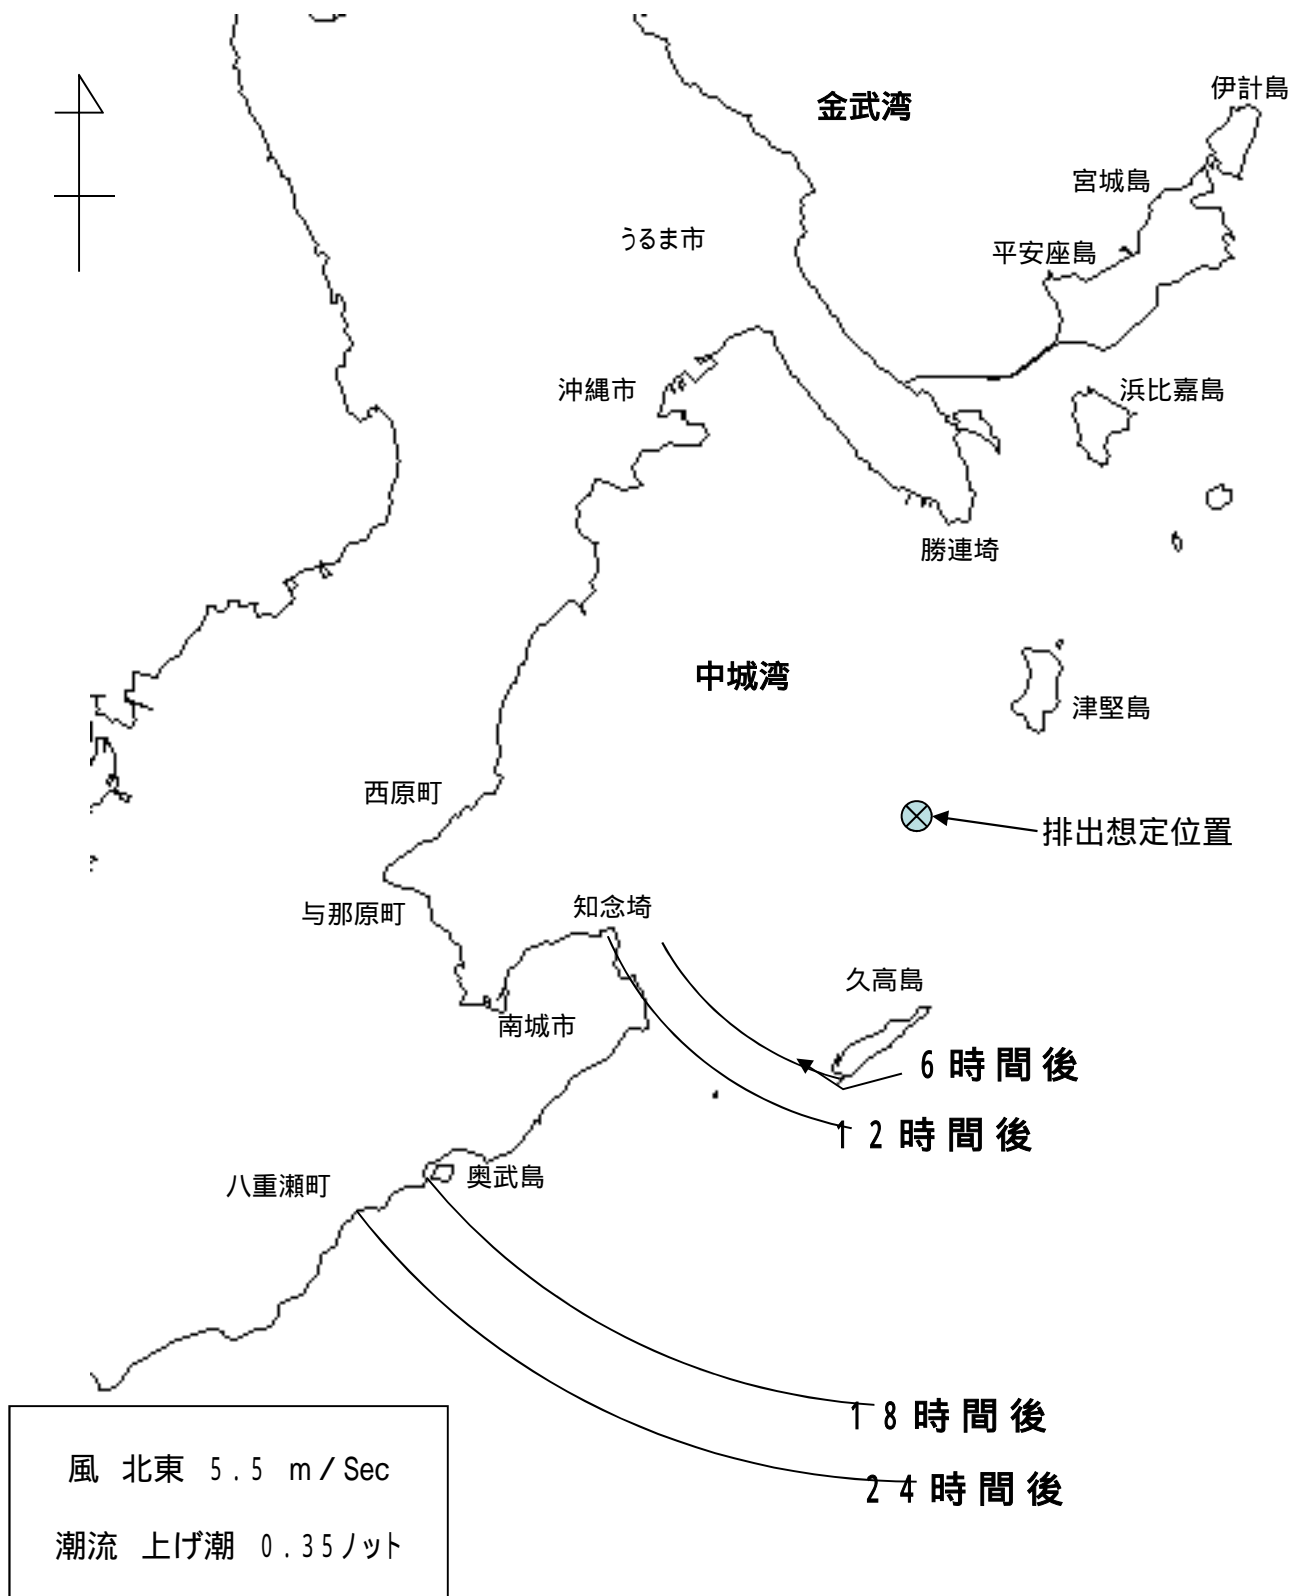 伊計島
金武湾
宮城島
うるま市
平安座島
沖縄市
浜比嘉島
勝連埼
中城湾
津堅島
西原町
排出想定位置
与那原町
知念埼
久高島
南城市
6時間後
12時間後
八重瀬町
奥武島
18時間後
24時間後
風 北東 5.5 m/Sec
潮流 上げ潮 0.35ノット